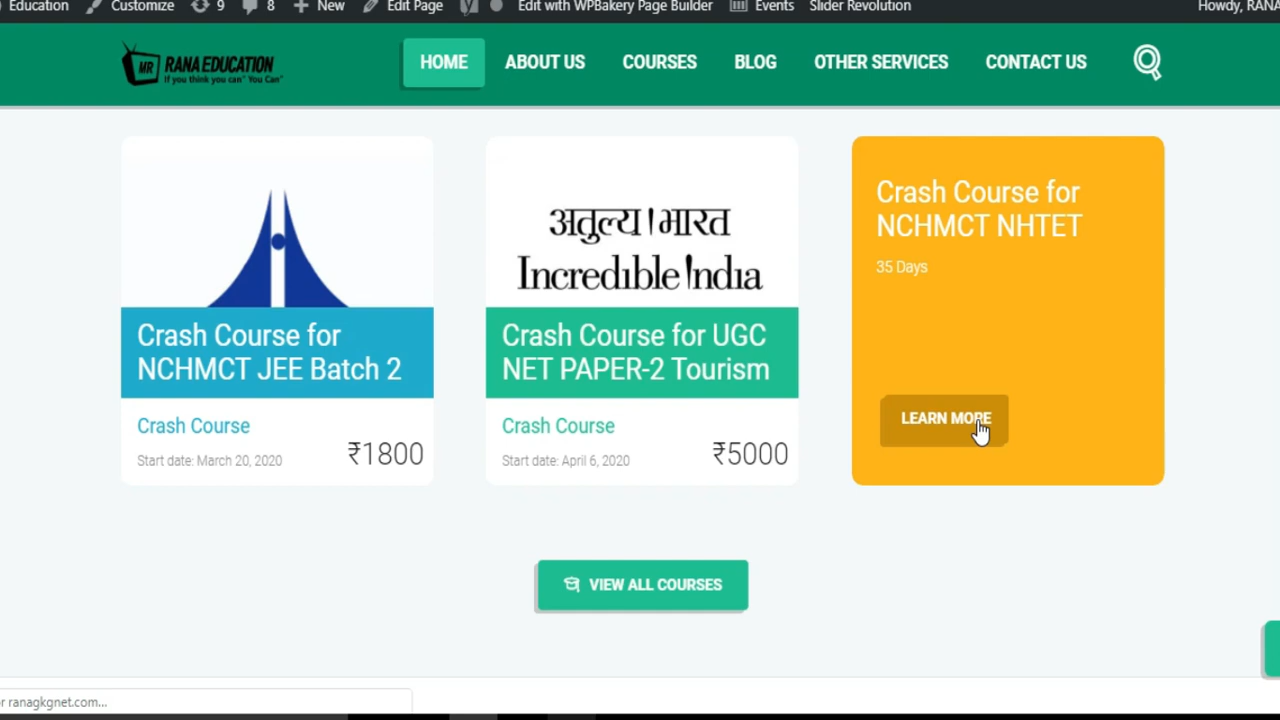 Education Customize 9 8 New Edit Page Edit with WPBakery Page Builder Events Slider Revolution Howdy, RANA
MR RANA EDUCATION
If you think you can" You Can"
HOME ABOUT US COURSES BLOG OTHER SERVICES CONTACT US
अतुल्य ! भारत
Incredible !ndia
Crash Course for
NCHMCT JEE Batch 2
Crash Course
Start date: March 20, 2020
₹1800
Crash Course for UGC
NET PAPER-2 Tourism
Crash Course
Start date: April 6, 2020
₹5000
Crash Course for
NCHMCT NHTET
35 Days
LEARN MORE
VIEW ALL COURSES
r ranagkgnet.com...